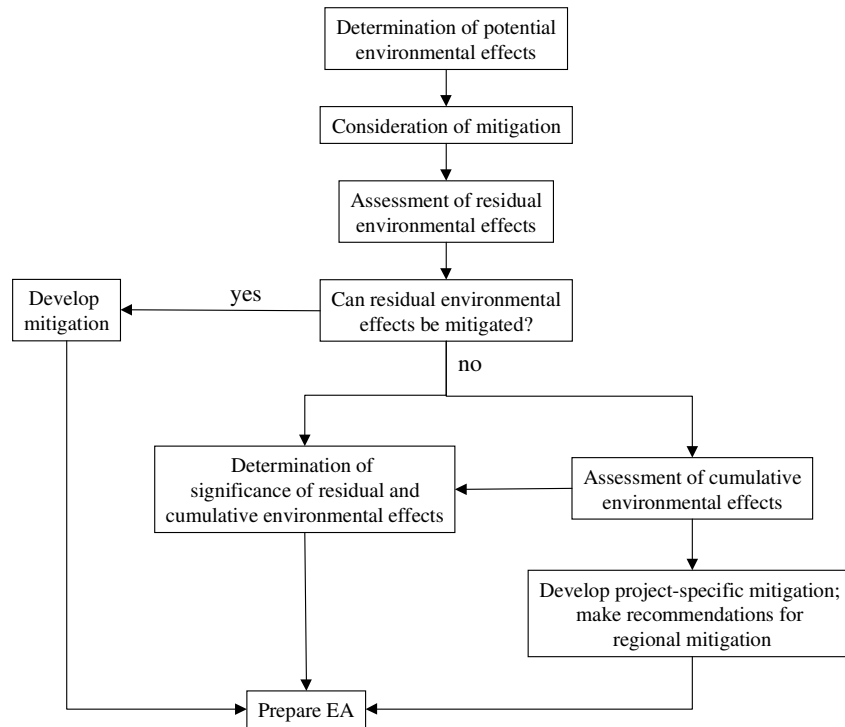 Determination of potential
environmental effects
Consideration of mitigation
Assessment of residual
environmental effects
Develop
mitigation
yes
Can residual environmental
effects be mitigated?
no
Determination of
significance of residual and
cumulative environmental effects
Assessment of cumulative
environmental effects
Develop project-specific mitigation;
make recommendations for
regional mitigation
Prepare EA